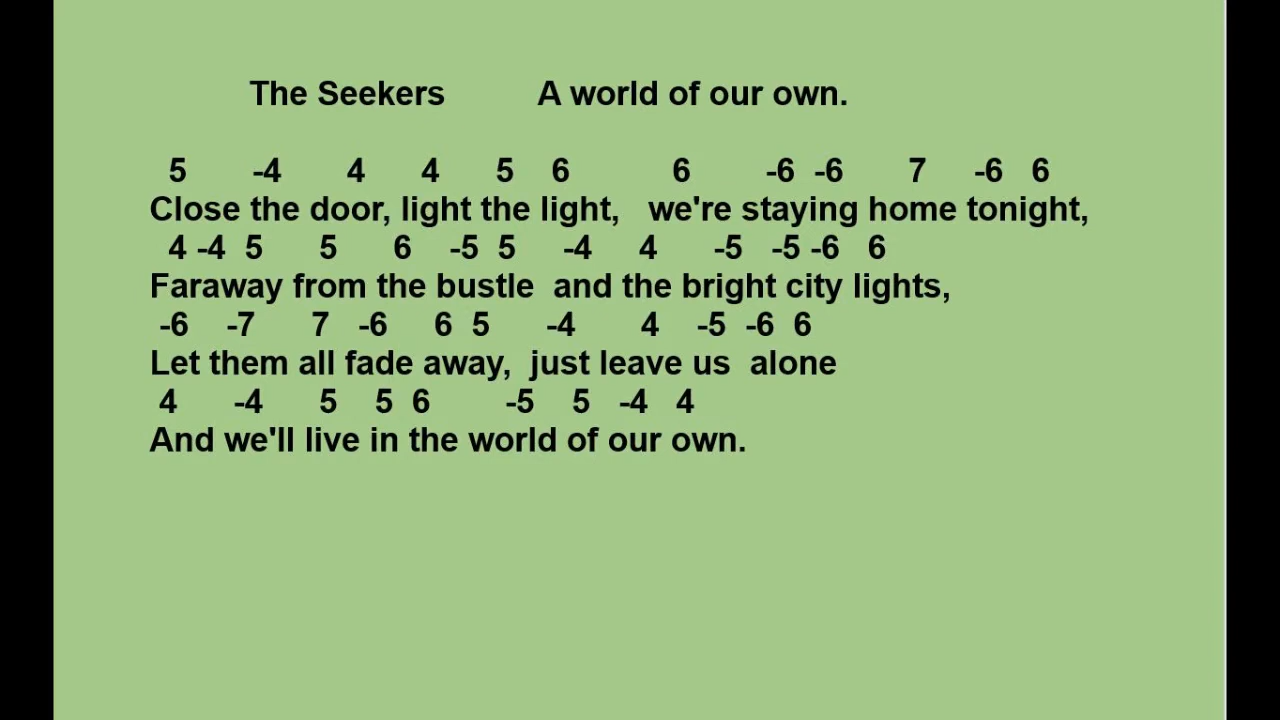 The Seekers A world of our own.
5 -4 4 4 5 6 6 -6 -6 7 -6 6
Close the door, light the light, we're staying home tonight,
4 -4 5 5 6 -5 5 -4 4 -5 -5 -6 6
Faraway from the bustle and the bright city lights,
-6 -7 7 -6 6 5 -4 4 -5 -6 6
Let them all fade away, just leave us alone
4 -4 5 5 6 -5 5 -4 4
And we'll live in the world of our own.